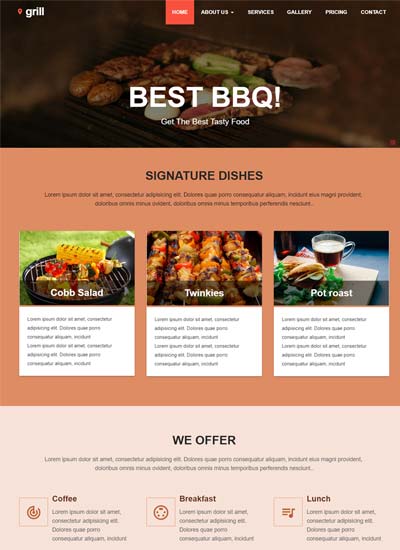 grill
HOME ABOUT US SERVICES GALLERY PRICING CONTACT
BEST BBQ!
Get The Best Tasty Food
SIGNATURE DISHES
Lorem ipsum dolor sit amet, consectetur adipisicing elit. Dolores quae porro consequatur aliquam, incidunt eius magni provident,
doloribus omnis minus ovident, doloribus omnis minus temporibus perferendis nesciunt..
Cobb Salad
Lorem ipsum dolor sit amet, consectetur
adipisicing elit. Dolores quae porro
consequatur aliquam, incidunt
Lorem ipsum dolor sit amet, consectetur
adipisicing elit. Dolores quae porro
consequatur aliquam, incidunt
Twinkies
Lorem ipsum dolor sit amet, consectetur
adipisicing elit. Dolores quae porro
consequatur aliquam, incidunt
Lorem ipsum dolor sit amet, consectetur
adipisicing elit. Dolores quae porro
consequatur aliquam, incidunt
Pot roast
Lorem ipsum dolor sit amet, consectetur
adipisicing elit. Dolores quae porro
consequatur aliquam, incidunt
Lorem ipsum dolor sit amet, consectetur
adipisicing elit. Dolores quae porro
consequatur aliquam, incidunt
WE OFFER
Lorem ipsum dolor sit amet, consectetur adipisicing elit. Dolores quae porro consequatur aliquam, incidunt eius magni provident,
doloribus omnis minus temporibus perferendis nesciunt..
Coffee
Lorem ipsum dolor sit amet,
consectetur adipisicing elit.
Dolores quae porro
consequatur aliquam, incidunt
Breakfast
Lorem ipsum dolor sit amet,
consectetur adipisicing elit.
Dolores quae porro
consequatur aliquam, incidunt
Lunch
Lorem ipsum dolor sit amet,
consectetur adipisicing elit.
Dolores quae porro
consequatur aliquam, incidunt